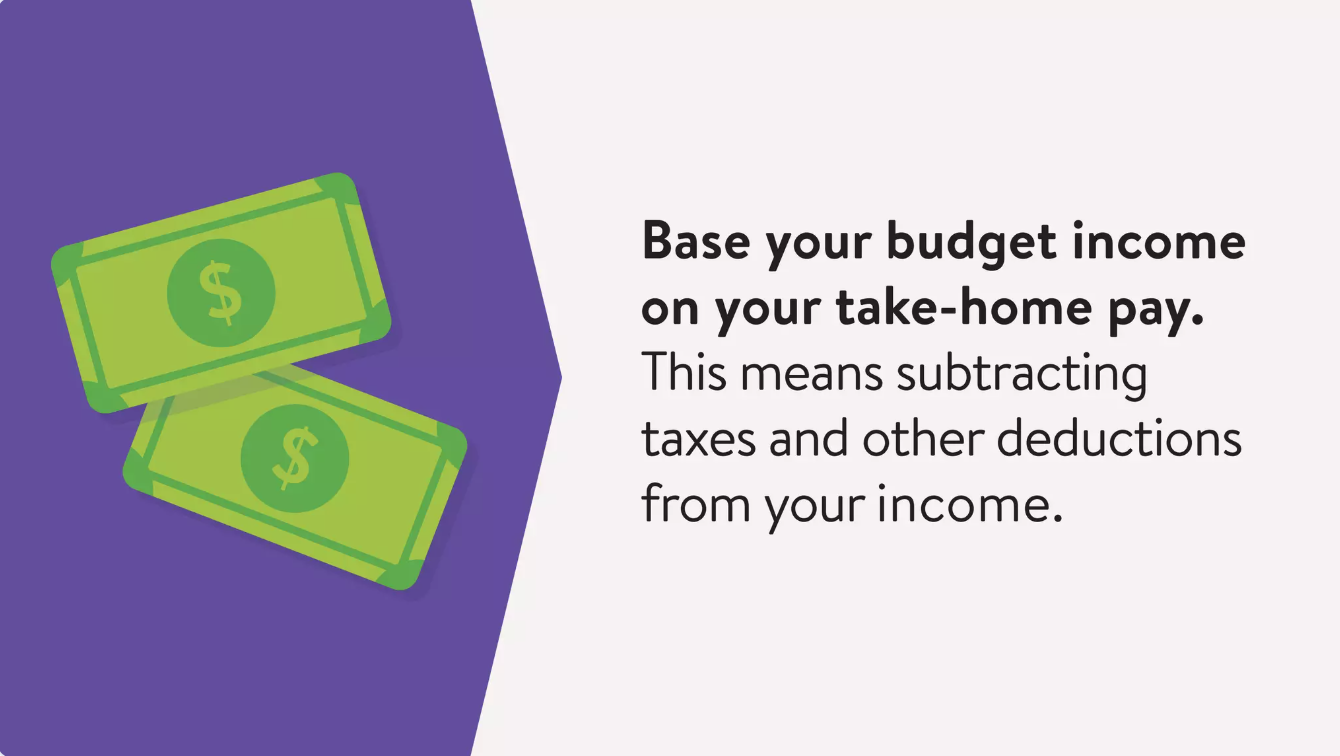 $
$
Base your budget income
on your take-home pay.
This means subtracting
taxes and other deductions
from your income.